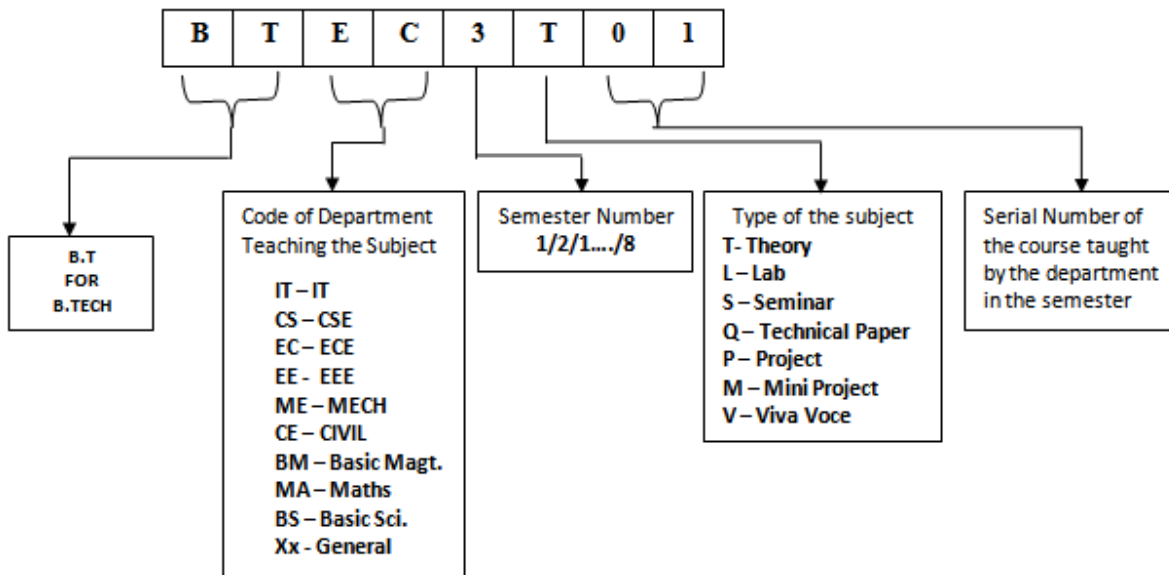 B T E C 3 T 0 1
B.T
FOR
B.TECH
Code of Department
Teaching the Subject
IT – IT
CS – CSE
EC – ECE
EE - EEE
ME – MECH
CE – CIVIL
BM – Basic Magt.
MA – Maths
BS – Basic Sci.
Xx - General
Semester Number
1/2/1…./8
Type of the subject
T- Theory
L – Lab
S – Seminar
Q – Technical Paper
P – Project
M – Mini Project
V – Viva Voce
Serial Number of
the course taught
by the department
in the semester